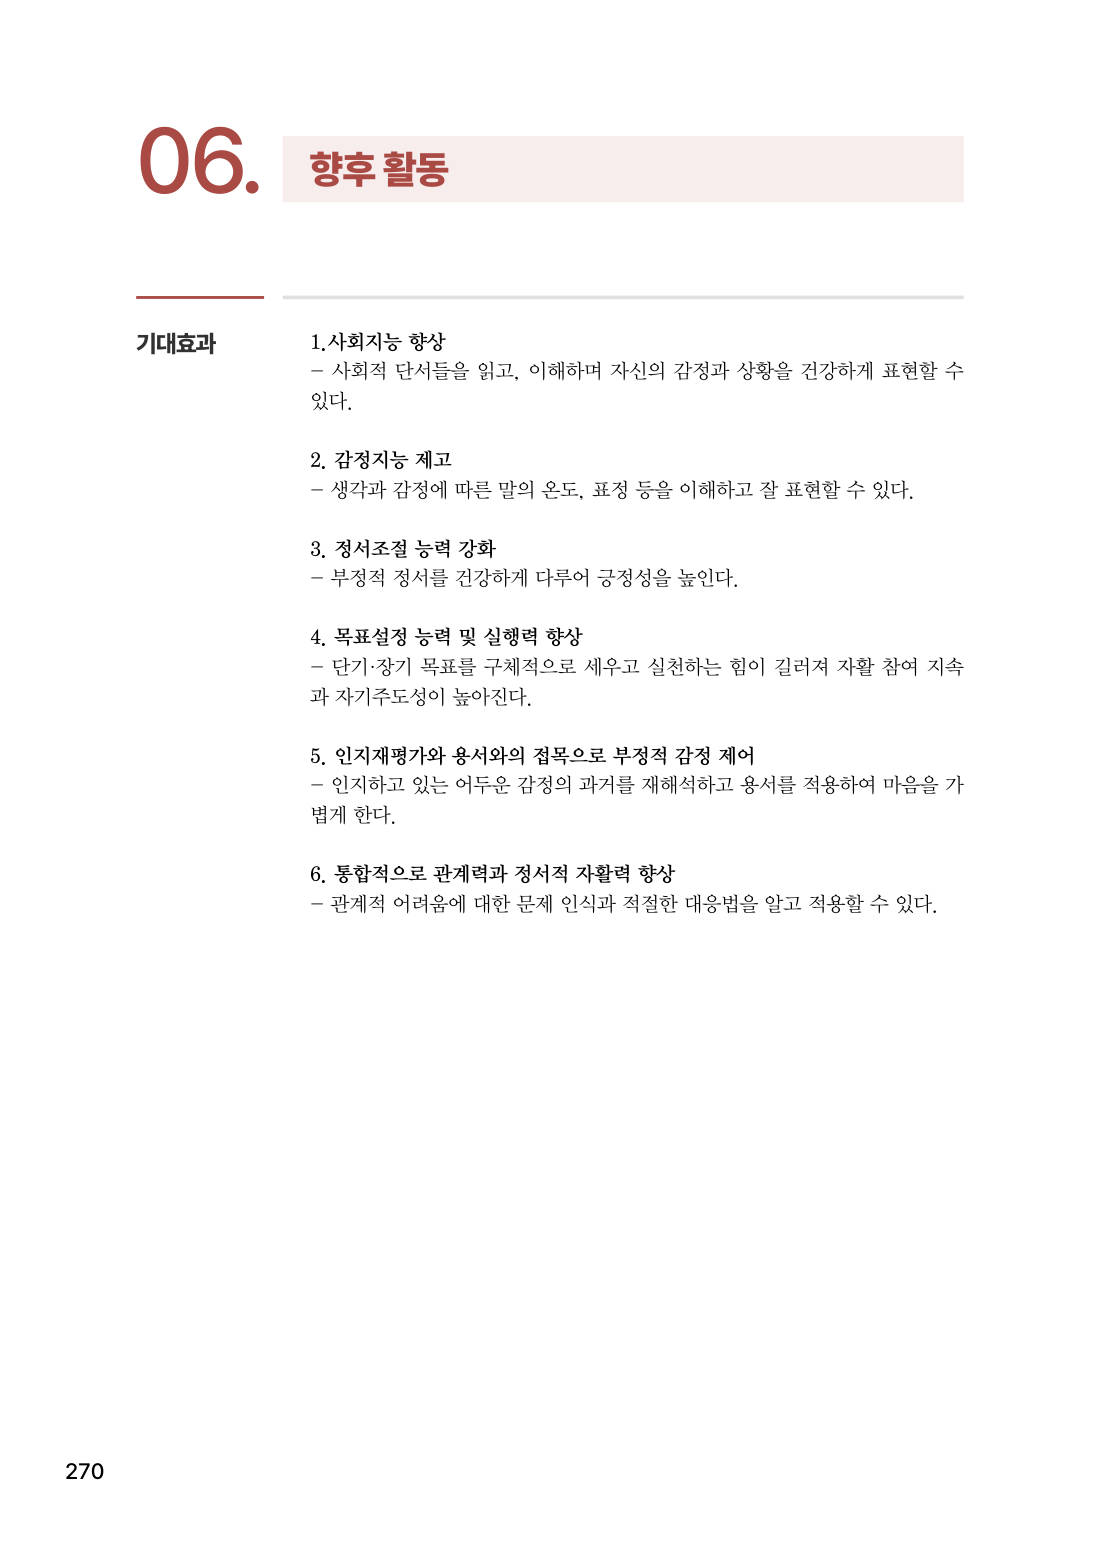 06.
향후 활동
기대효과
1.사회지능 향상
– 사회적 단서들을 읽고, 이해하며 자신의 감정과 상황을 건강하게 표현할 수
있다.
2. 감정지능 제고
– 생각과 감정에 따른 말의 온도, 표정 등을 이해하고 잘 표현할 수 있다.
3. 정서조절 능력 강화
– 부정적 정서를 건강하게 다루어 긍정성을 높인다.
4. 목표설정 능력 및 실행력 향상
– 단기·장기 목표를 구체적으로 세우고 실천하는 힘이 길러져 자활 참여 지속
과 자기주도성이 높아진다.
5. 인지재평가와 용서와의 접목으로 부정적 감정 제어
– 인지하고 있는 어두운 감정의 과거를 재해석하고 용서를 적용하여 마음을 가
볍게 한다.
6. 통합적으로 관계력과 정서적 자활력 향상
– 관계적 어려움에 대한 문제 인식과 적절한 대응법을 알고 적용할 수 있다.
270